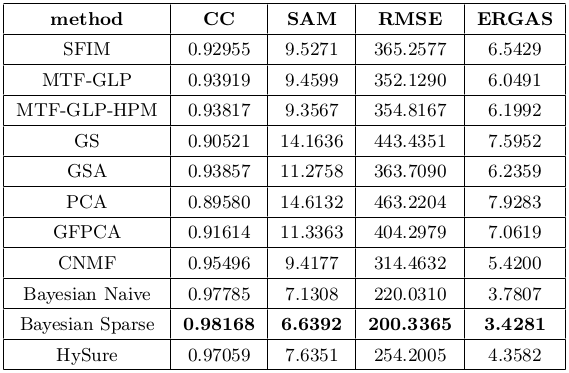 method CC SAM RMSE ERGAS
SFIM 0.92955 9.5271 365.2577 6.5429
MTF-GLP 0.93919 9.4599 352.1290 6.0491
MTF-GLP-HPM 0.93817 9.3567 354.8167 6.1992
GS 0.90521 14.1636 443.4351 7.5952
GSA 0.93857 11.2758 363.7090 6.2359
PCA 0.89580 14.6132 463.2204 7.9283
GFPCA 0.91614 11.3363 404.2979 7.0619
CNMF 0.95496 9.4177 314.4632 5.4200
Bayesian Naive 0.97785 7.1308 220.0310 3.7807
Bayesian Sparse 0.98168 6.6392 200.3365 3.4281
HySure 0.97059 7.6351 254.2005 4.3582